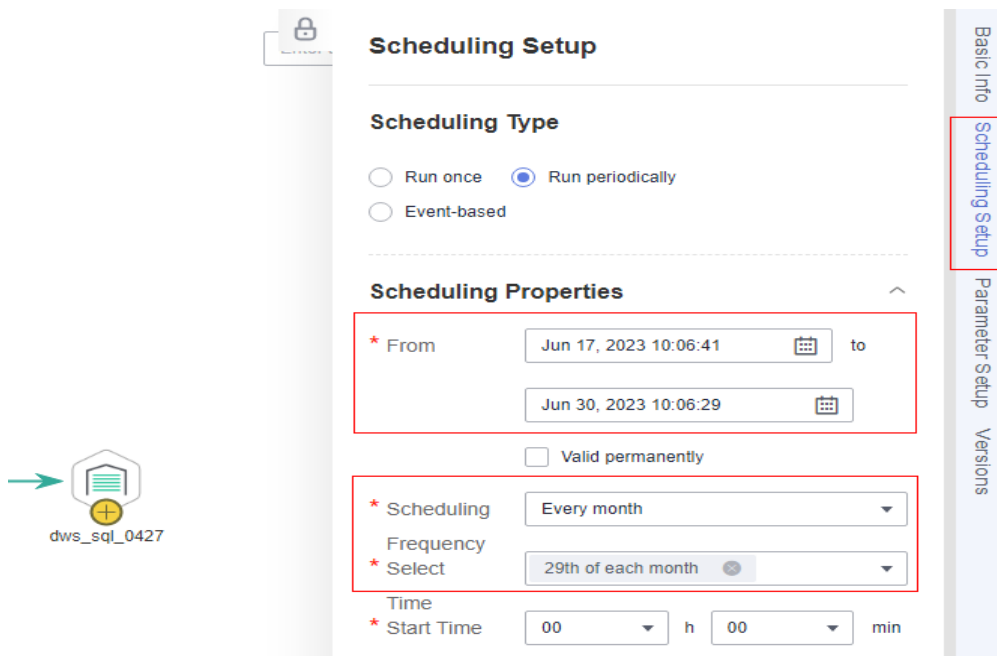 Scheduling Setup
Scheduling Type
Run once Run periodically
Event-based
Scheduling Properties
* From Jun 17, 2023 10:06:41 to
Jun 30, 2023 10:06:29
Valid permanently
* Scheduling Every month
Frequency
* Select 29th of each month
Time
* Start Time 00 h 00 min
dws_sql_0427
Basic Info
Scheduling Setup
Parameter Setup
Versions